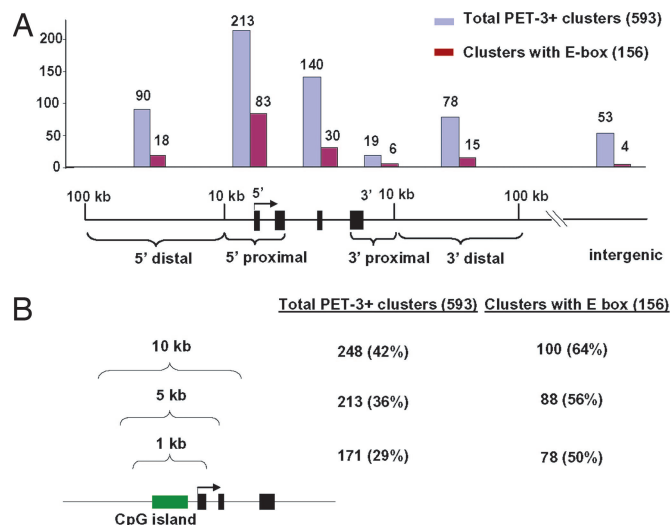 A
Total PET-3+ clusters (593)
Clusters with E-box (156)
200
150
100
50
0
90
18
213
83
140
30
19
6
78
15
53
4
100 kb
10 kb
5'
3'
10 kb
100 kb
5' distal
5' proximal
3' proximal
3' distal
intergenic
B
Total PET-3+ clusters (593)
Clusters with E box (156)
10 kb
248 (42%)
100 (64%)
5 kb
213 (36%)
88 (56%)
1 kb
171 (29%)
78 (50%)
CpG island